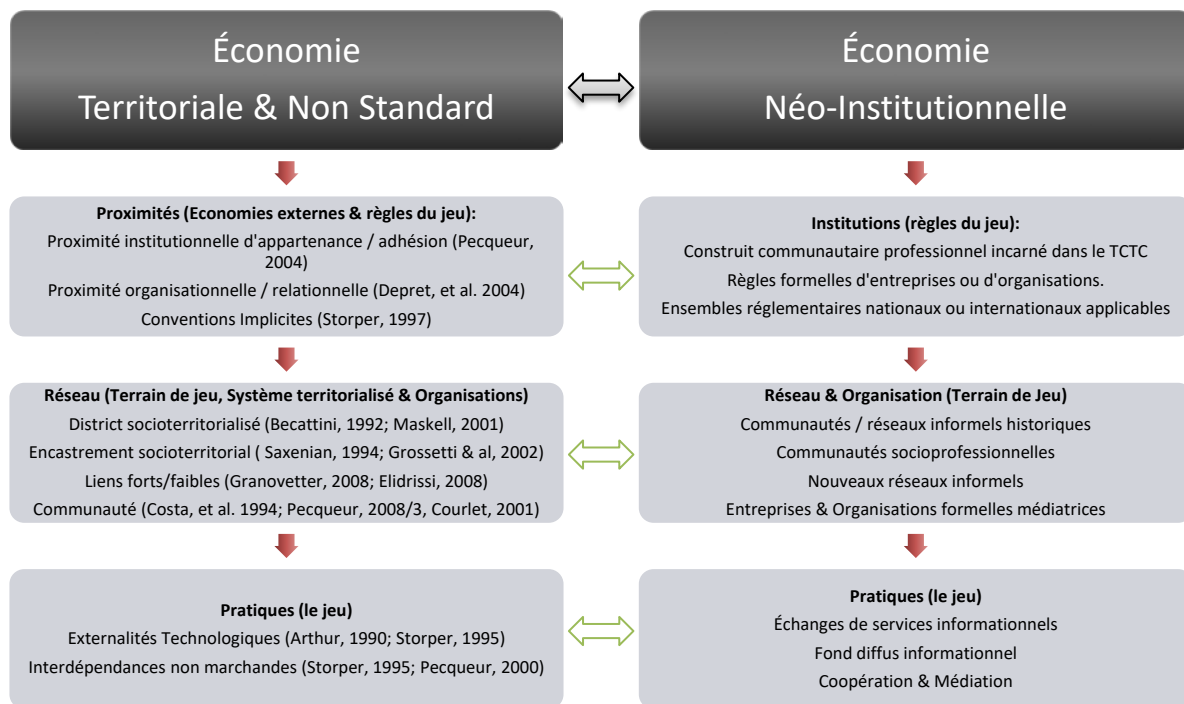 Économie
Territoriale & Non Standard
Économie
Néo-Institutionnelle
Proximités (Economies externes & règles du jeu):
Proximité institutionnelle d'appartenance / adhésion (Pecqueur,
2004)
Proximité organisationnelle / relationnelle (Depret, et al. 2004)
Conventions Implicites (Storper, 1997)
Institutions (règles du jeu):
Construit communautaire professionnel incarné dans le TCTC
Règles formelles d'entreprises ou d'organisations.
Ensembles réglementaires nationaux ou internationaux applicables
Réseau (Terrain de jeu, Système territorialisé & Organisations)
District socioterritorialisé (Becattini, 1992; Maskell, 2001)
Encastrement socioterritorial ( Saxenian, 1994; Grossetti & al, 2002)
Liens forts/faibles (Granovetter, 2008; Elidrissi, 2008)
Communauté (Costa, et al. 1994; Pecqueur, 2008/3, Courlet, 2001)
Réseau & Organisation (Terrain de Jeu)
Communautés / réseaux informels historiques
Communautés socioprofessionnelles
Nouveaux réseaux informels
Entreprises & Organisations formelles médiatrices
Pratiques (le jeu)
Externalités Technologiques (Arthur, 1990; Storper, 1995)
Interdépendances non marchandes (Storper, 1995; Pecqueur, 2000)
Pratiques (le jeu)
Échanges de services informationnels
Fond diffus informationnel
Coopération & Médiation